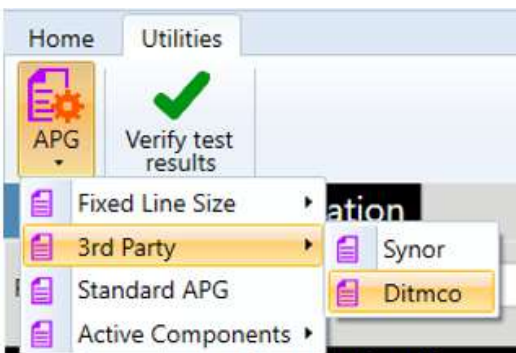 Home Utilities
APG Verify test
results
Fixed Line Size
ation
3rd Party
Synor
Standard APG
Ditmco
Active Components